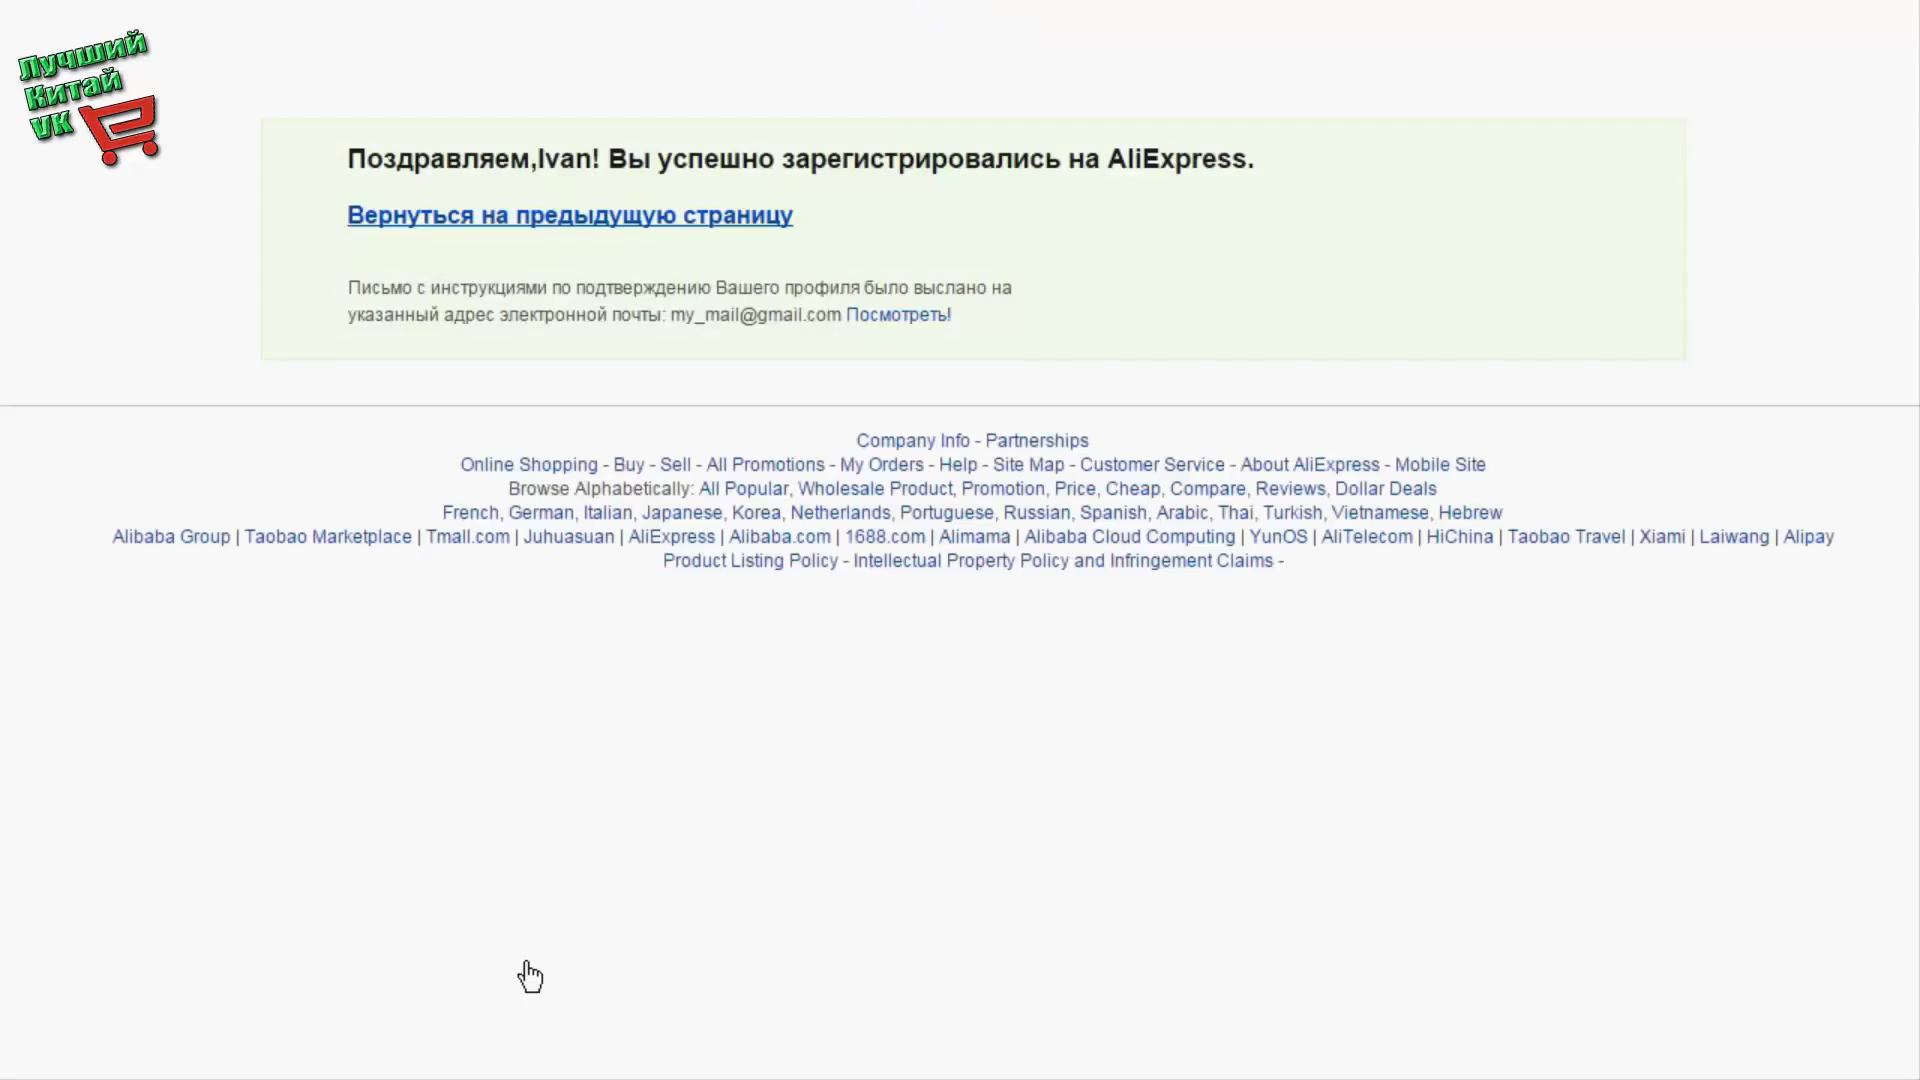 Лучший
Китай
VK
Поздравляем,Ivan! Вы успешно зарегистрировались на AliExpress.
Вернуться на предыдущую страницу
Письмо с инструкциями по подтверждению Вашего профиля было выслано на
указанный адрес электронной почты: my_mail@gmail.com Посмотреть!
Company Info - Partnerships
Online Shopping - Buy - Sell - All Promotions - My Orders - Help - Site Map - Customer Service - About AliExpress - Mobile Site
Browse Alphabetically: All Popular, Wholesale Product, Promotion, Price, Cheap, Compare, Reviews, Dollar Deals
French, German, Italian, Japanese, Korea, Netherlands, Portuguese, Russian, Spanish, Arabic, Thai, Turkish, Vietnamese, Hebrew
Alibaba Group | Taobao Marketplace | Tmall.com | Juhuasuan | AliExpress | Alibaba.com | 1688.com | Alimama | Alibaba Cloud Computing | YunOS | AliTelecom | HiChina | Taobao Travel | Xiami | Laiwang | Alipay
Product Listing Policy - Intellectual Property Policy and Infringement Claims -